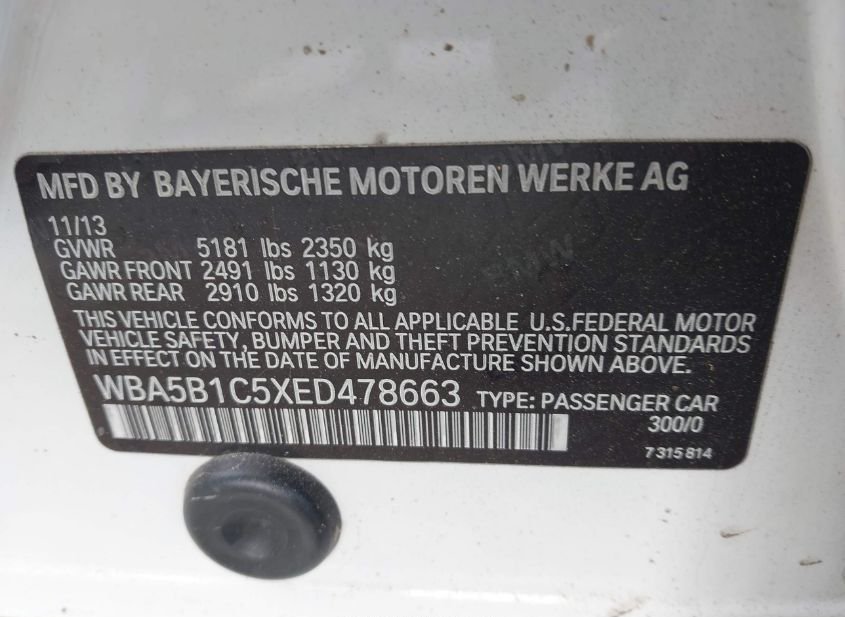 MFD BY BAYERISCHE MOTOREN WERKE AG
11/13
GVWR 5181 lbs 2350 kg
GAWR FRONT 2491 lbs 1130 kg
GAWR REAR 2910 lbs 1320 kg
THIS VEHICLE CONFORMS TO ALL APPLICABLE U.S.FEDERAL MOTOR
VEHICLE SAFETY, BUMPER AND THEFT PREVENTION STANDARDS
IN EFFECT ON THE DATE OF MANUFACTURE SHOWN ABOVE.
WBA5B1C5XED478663 TYPE: PASSENGER CAR
300/0
7 315 814